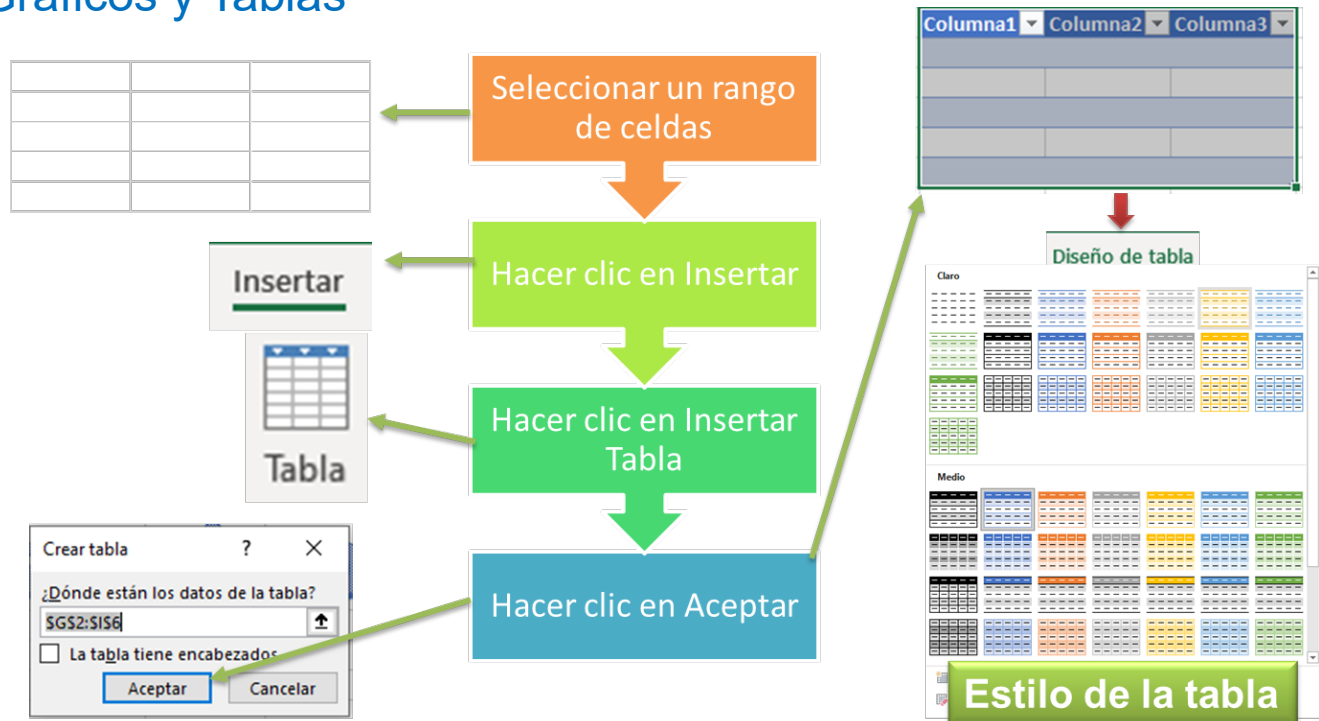 Gráficos y Tablas
Seleccionar un rango
de celdas
Hacer clic en Insertar
Hacer clic en Insertar
Tabla
Hacer clic en Aceptar
Insertar
Tabla
Crear tabla ? X
¿Dónde están los datos de la tabla?
$G$2:$I$6
La tabla tiene encabezados
Aceptar Cancelar
Columna1 Columna2 Columna3
Diseño de tabla
Claro
Medio
Estilo de la tabla